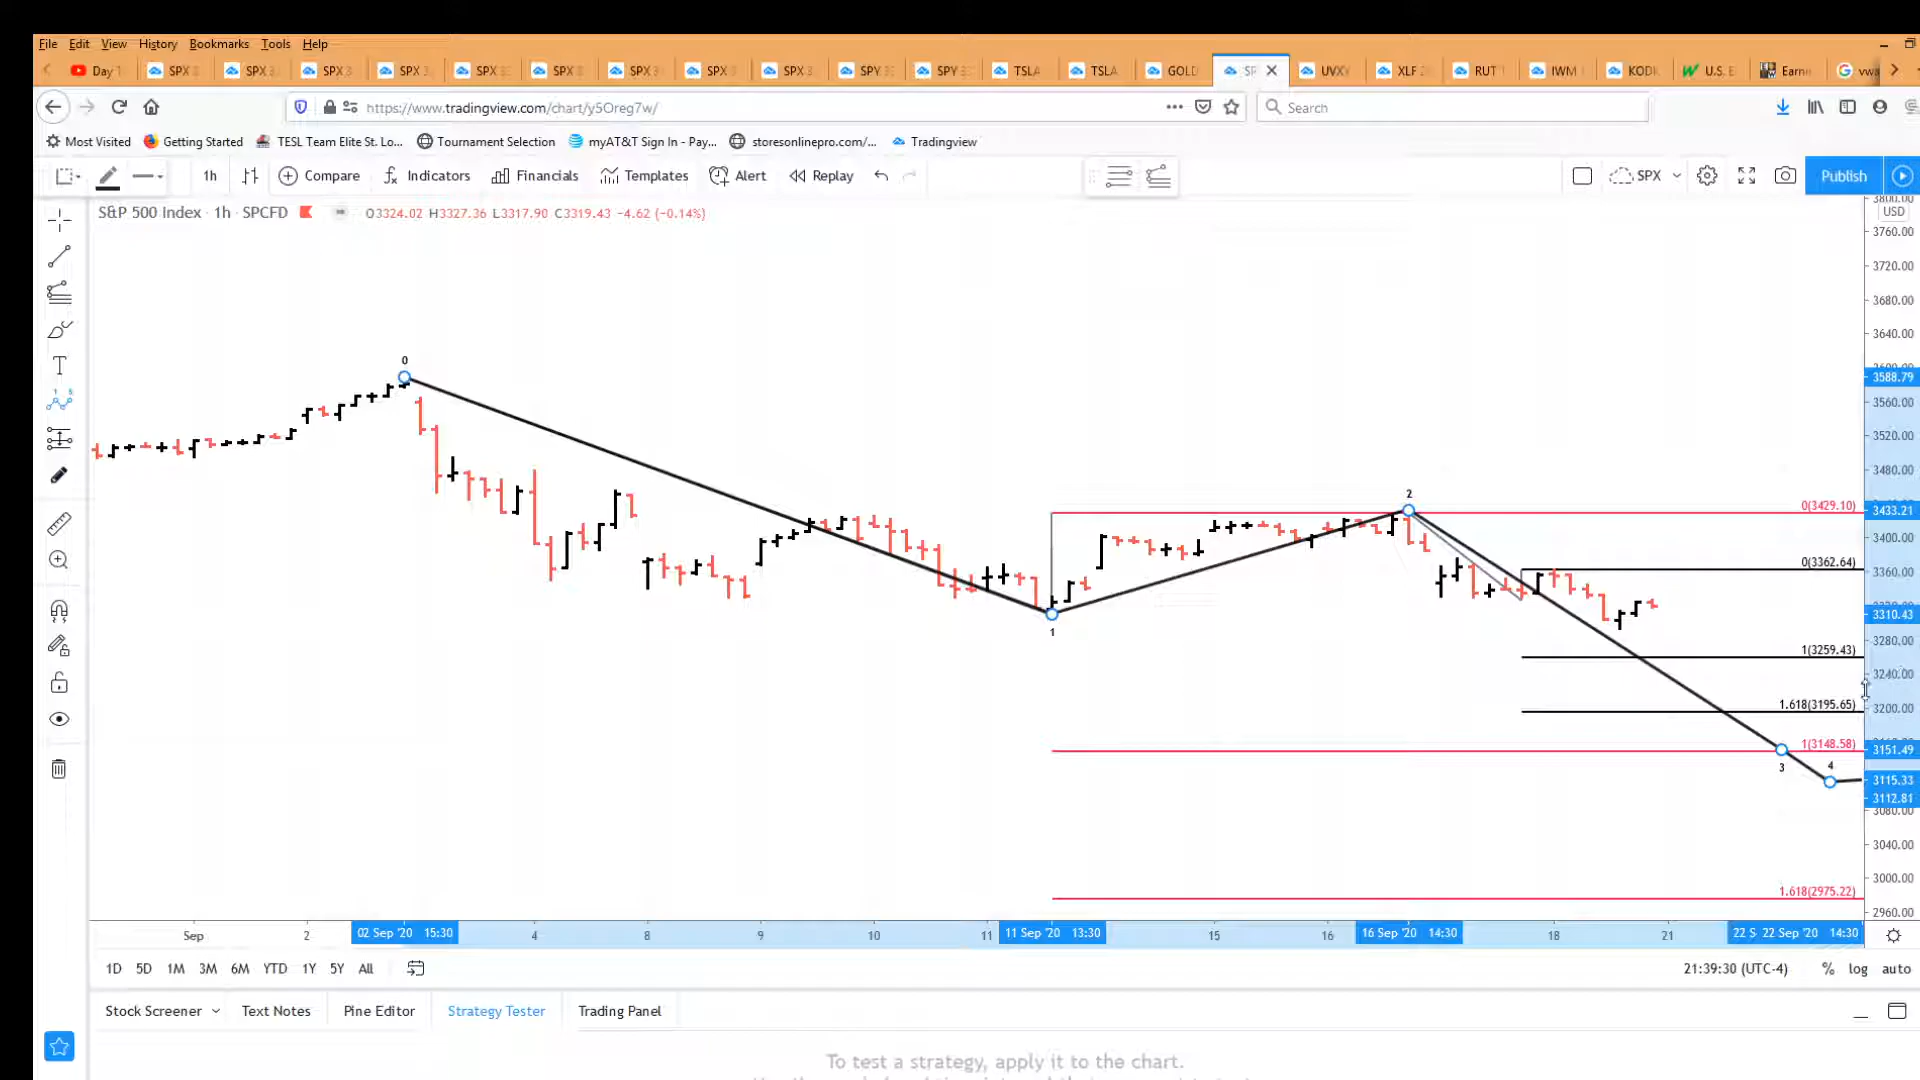 File Edit View History Bookmarks Tools Help
Day SPX SPX SPX SPX SPX SPX SPX SPX SPX SPY SPY TSLA TSLA GOLD UVXY XLF RUT IWM KODK U.S. E Earni vwa
https://www.tradingview.com/chart/y5Oreg7w/ Search
Most Visited Getting Started TESL Team Elite St. Lo... Tournament Selection myAT&T Sign In - Pay,... storesonlinepro.com/... Tradingview
1h Compare Indicators Financials Templates Alert Replay SPX Publish
S&P 500 Index · 1h · SPCFD O3324.02 H3327.36 L3317.90 C3319.43 -4.62 (-0.14%)
USD
3760.00
3720.00
3680.00
3640.00
0
3588.79
3560.00
3520.00
3480.00
2
0(3429.10)
3433.21
3400.00
0(3362.64)
3360.00
3310.43
1
3280.00
1(3259.43)
3240.00
1.618(3195.65)
3200.00
1(3148.58)
3151.49
3 4
3115.33
3112.81
3080.00
3040.00
3000.00
1.618(2975.22)
2960.00
Sep 2 02 Sep '20 15:30 4 8 9 10 11 11 Sep '20 13:30 15 16 16 Sep '20 14:30 18 21 22 S 22 Sep '20 14:30
1D 5D 1M 3M 6M YTD 1Y 5Y All 21:39:30 (UTC-4) % log auto
Stock Screener Text Notes Pine Editor Strategy Tester Trading Panel
To test a strategy, apply it to the chart.